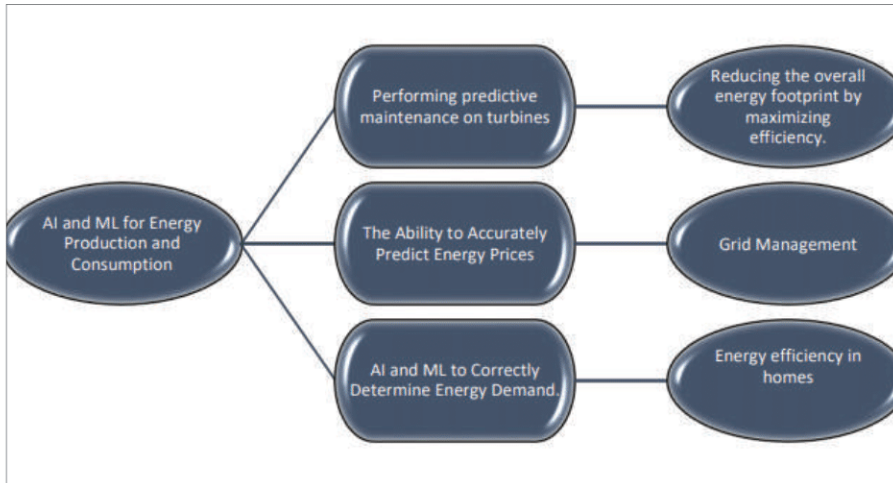 AI and ML for Energy
Production and
Consumption
Performing predictive
maintenance on turbines
Reducing the overall
energy footprint by
maximizing
efficiency.
The Ability to Accurately
Predict Energy Prices
Grid Management
AI and ML to Correctly
Determine Energy Demand.
Energy efficiency in
homes